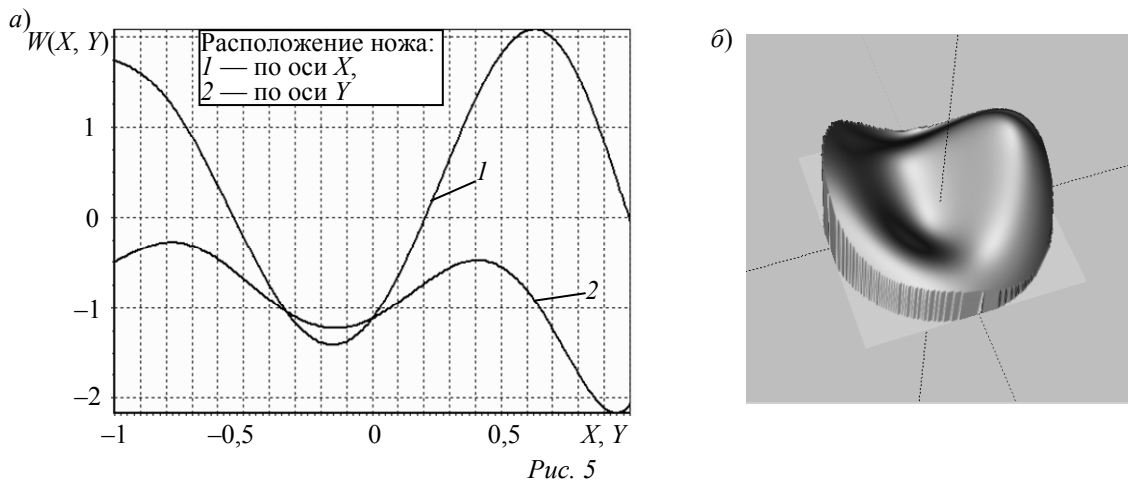 а)
W(X, Y)
Расположение ножа:
1 — по оси X,
2 — по оси Y
1
0
–1
–2
1
2
–1
–0,5
0
0,5
X, Y
б)
Рис. 5